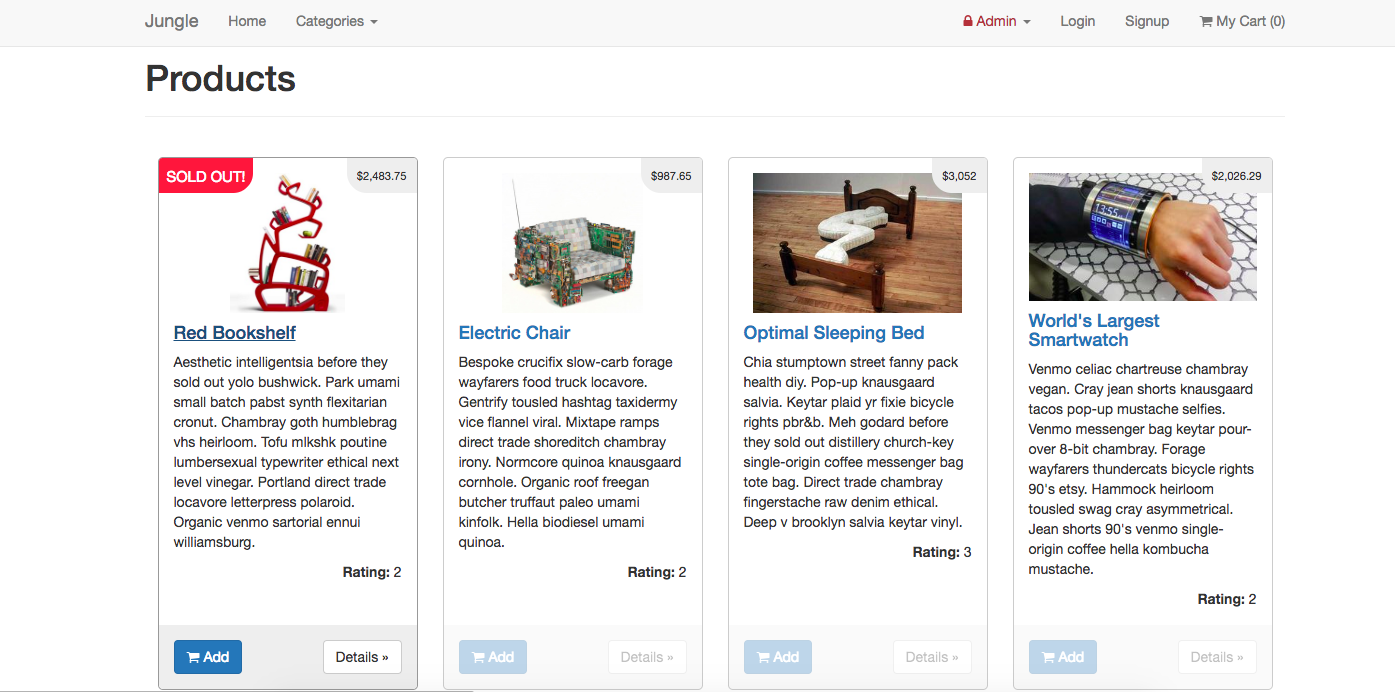 Jungle Home Categories Admin Login Signup My Cart (0)
Products
SOLD OUT!
$2,483.75
Red Bookshelf
Aesthetic intelligentsia before they
sold out yolo bushwick. Park umami
small batch pabst synth flexitarian
cronut. Chambray goth humblebrag
vhs heirloom. Tofu mlkshk poutine
lumbersexual typewriter ethical next
level vinegar. Portland direct trade
locavore letterpress polaroid.
Organic venmo sartorial ennui
williamsburg.
Rating: 2
Add
Details »
$987.65
Electric Chair
Bespoke crucifix slow-carb forage
wayfarers food truck locavore.
Gentrify tousled hashtag taxidermy
vice flannel viral. Mixtape ramps
direct trade shoreditch chambray
irony. Normcore quinoa knausgaard
cornhole. Organic roof freegan
butcher truffaut paleo umami
kinfolk. Hella biodiesel umami
quinoa.
Rating: 2
Add
Details »
$3,052
Optimal Sleeping Bed
Chia stumptown street fanny pack
health diy. Pop-up knausgaard
salvia. Keytar plaid yr fixie bicycle
rights pbr&b. Meh godard before
they sold out distillery church-key
single-origin coffee messenger bag
tote bag. Direct trade chambray
fingerstache raw denim ethical.
Deep v brooklyn salvia keytar vinyl.
Rating: 3
Add
Details »
$2,026.29
13:55
World's Largest
Smartwatch
Venmo celiac chartreuse chambray
vegan. Cray jean shorts knausgaard
tacos pop-up mustache selfies.
Venmo messenger bag keytar pour-
over 8-bit chambray. Forage
wayfarers thundercats bicycle rights
90's etsy. Hammock heirloom
tousled swag cray asymmetrical.
Jean shorts 90's venmo single-
origin coffee hella kombucha
mustache.
Rating: 2
Add
Details »